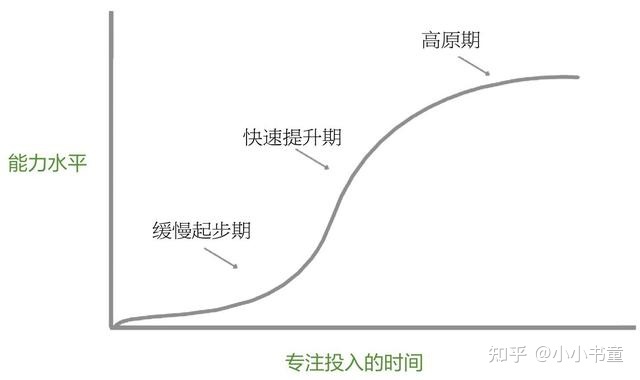 高原期
快速提升期
能力水平
缓慢起步期
专注投入的时间
知乎 @小小书童